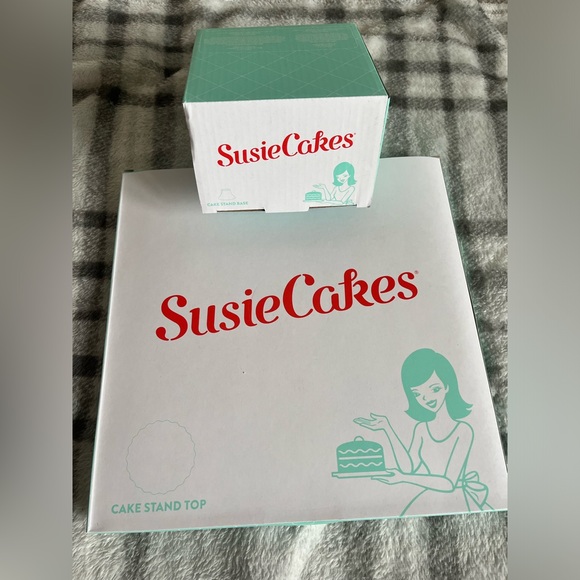 SusieCakes
CAKE STAND BASE
SusieCakes®
CAKE STAND TOP